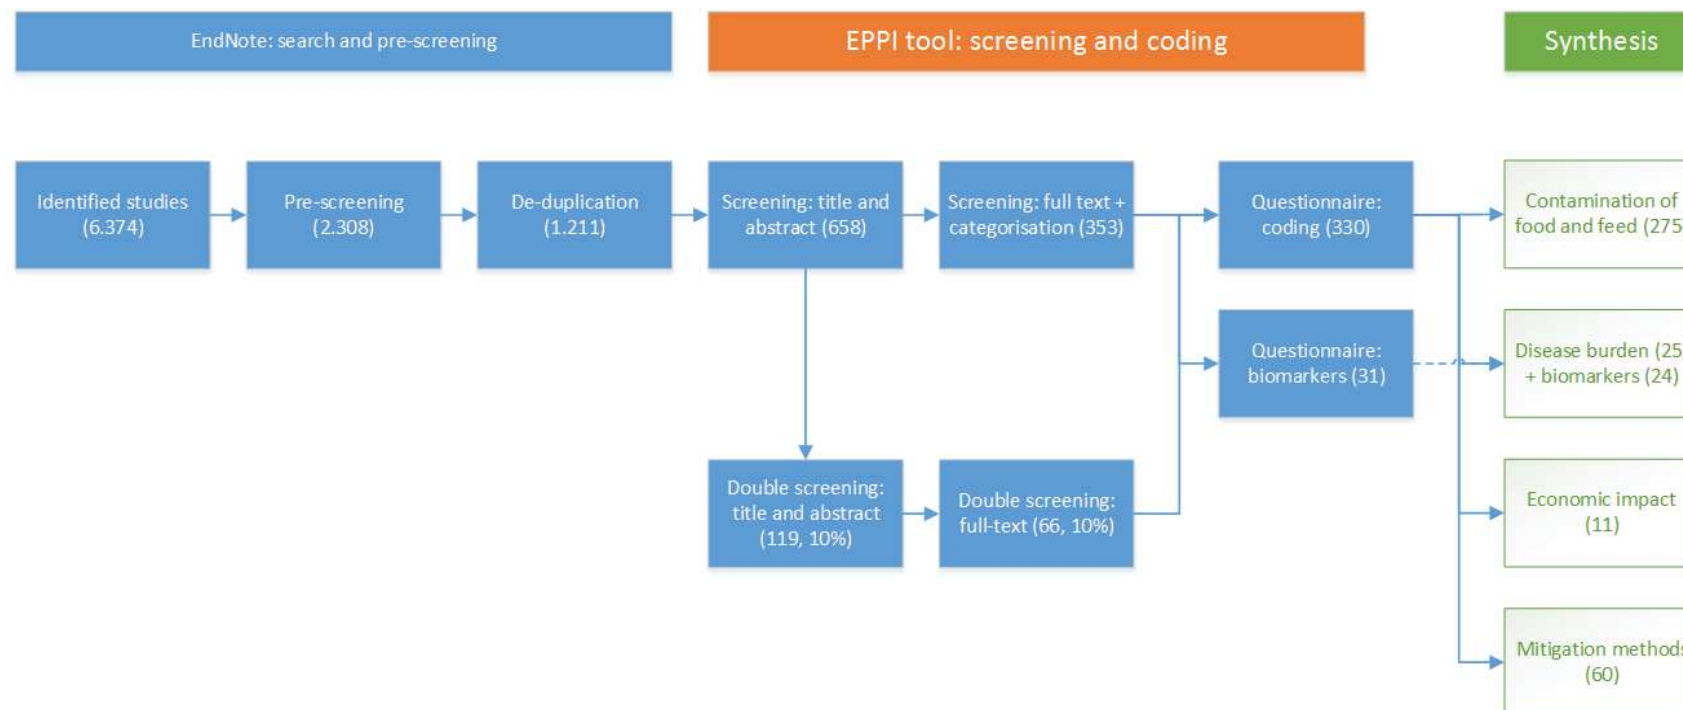 EndNote: search and pre-screening
EPPI tool: screening and coding
Synthesis
Identified studies
(6.374)
Pre-screening
(2.308)
De-duplication
(1.211)
Screening: title and
abstract (658)
Screening: full text +
categorisation (353)
Questionnaire:
coding (330)
Contamination of
food and feed (275
Questionnaire:
biomarkers (31)
Disease burden (25
+ biomarkers (24)
Double screening:
title and abstract
(119, 10%)
Double screening:
full-text (66, 10%)
Economic impact
(11)
Mitigation methods
(60)